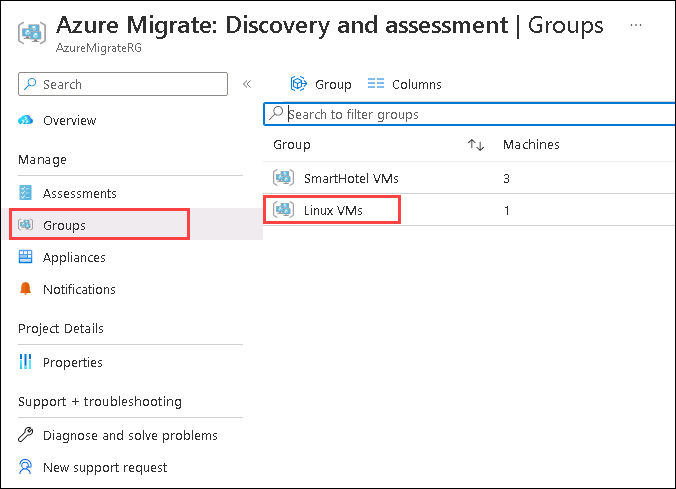 Azure Migrate: Discovery and assessment | Groups ...
AzureMigrateRG
Search «
Group Columns
Search to filter groups
Overview
Group Machines
Manage
SmartHotel VMs 3
Assessments
Linux VMs 1
Groups
Appliances
Notifications
Project Details
Properties
Support + troubleshooting
Diagnose and solve problems
New support request